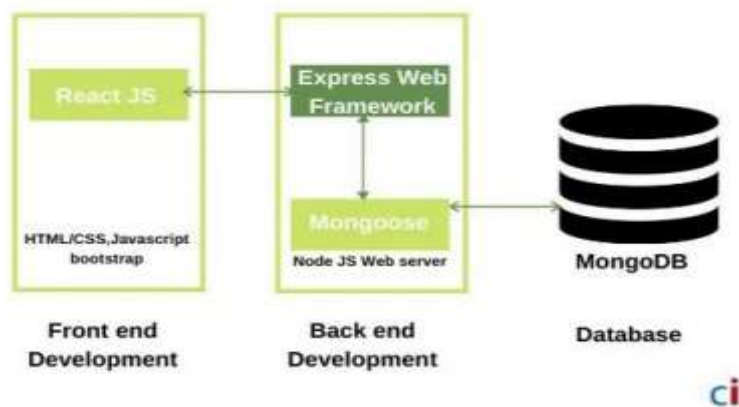 React JS
HTML/CSS,Javascript
bootstrap
Front end
Development
Express Web
Framework
Mongoose
Node JS Web server
Back end
Development
MongoDB
Database
ci